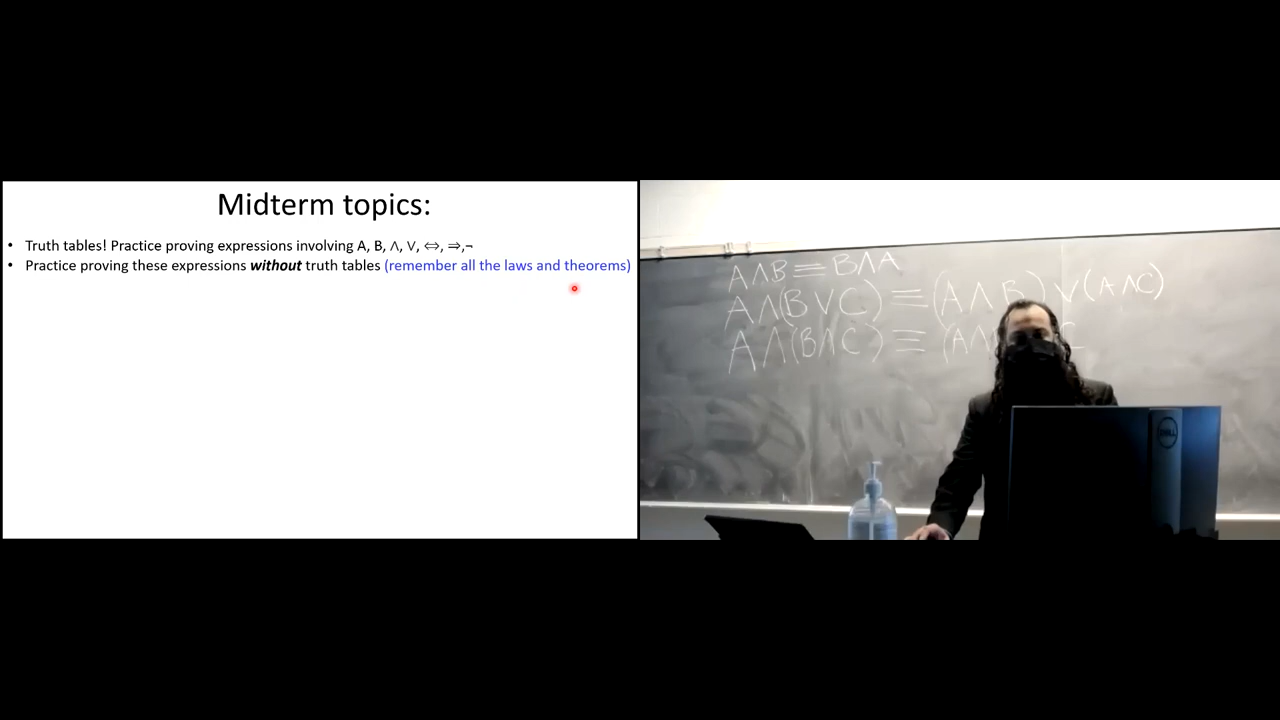 Midterm topics:
• Truth tables! Practice proving expressions involving A, B, ∧, ∨, ⇔, ⇒,¬
• Practice proving these expressions without truth tables (remember all the laws and theorems)
A∧B≡B∧A
A∧(B∨C)≡(A∧B)∨(A∧C)
A∧(B∧C)≡(A∧ C
DELL